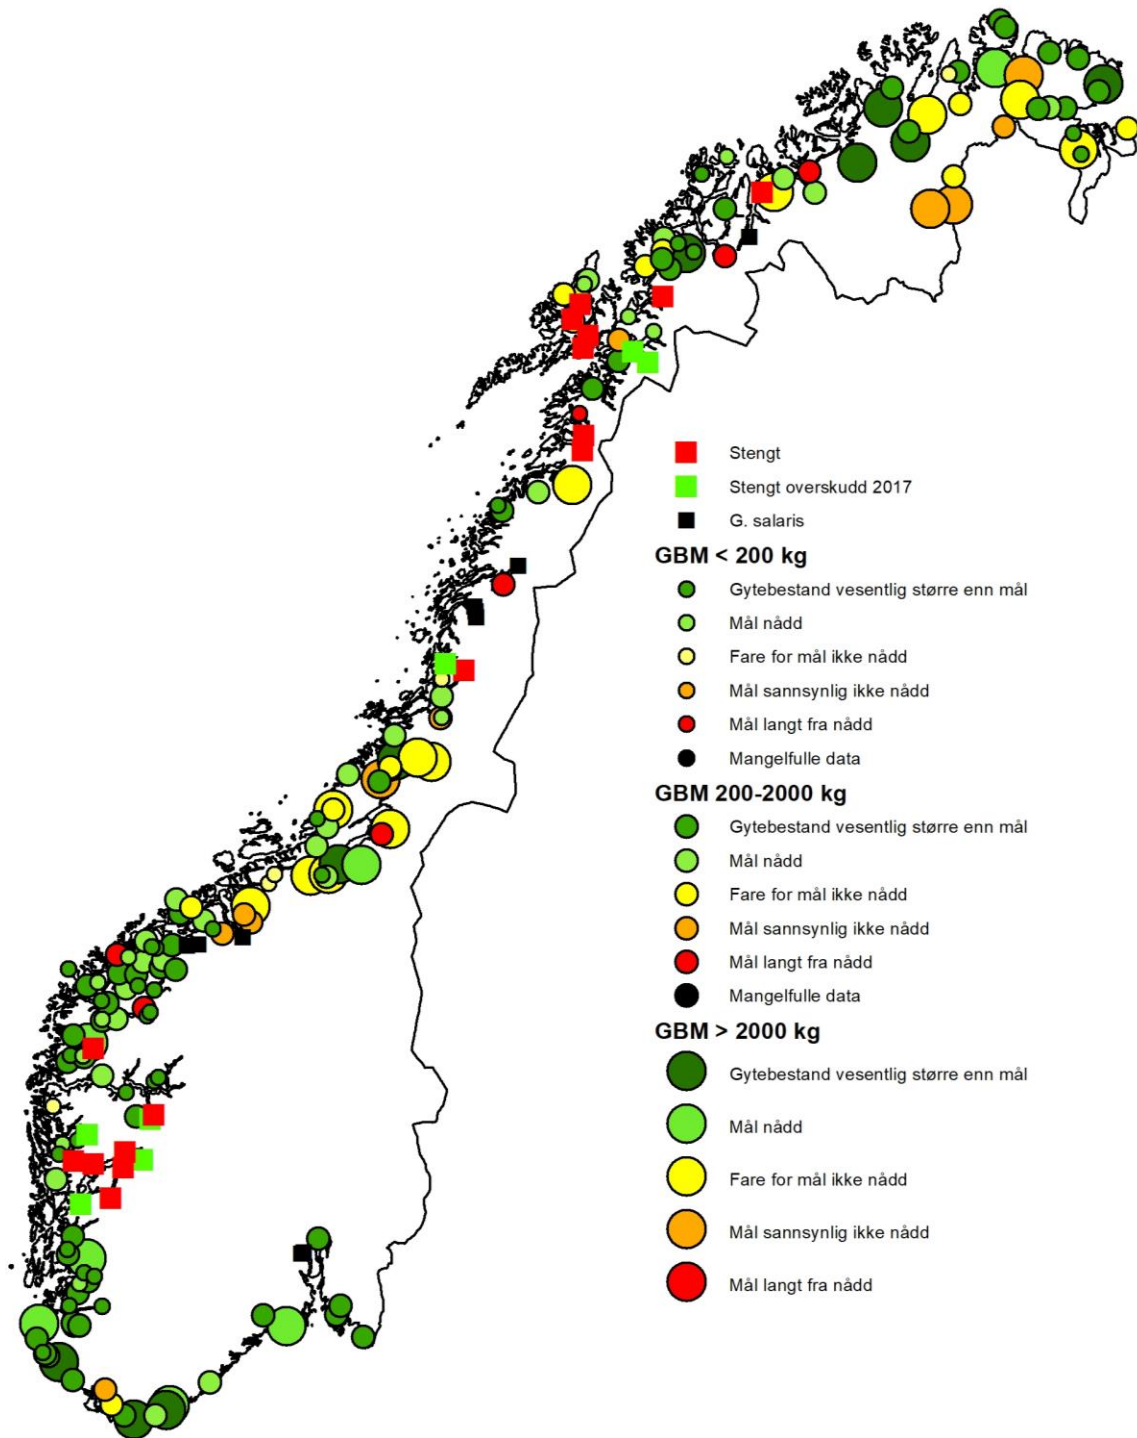 Stengt
Stengt overskudd 2017
G. salaris
GBM < 200 kg
Gytebestand vesentlig større enn mål
Mål nådd
Fare for mål ikke nådd
Mål sannsynlig ikke nådd
Mål langt fra nådd
Mangelfulle data
GBM 200-2000 kg
Gytebestand vesentlig større enn mål
Mål nådd
Fare for mål ikke nådd
Mål sannsynlig ikke nådd
Mål langt fra nådd
Mangelfulle data
GBM > 2000 kg
Gytebestand vesentlig større enn mål
Mål nådd
Fare for mål ikke nådd
Mål sannsynlig ikke nådd
Mål langt fra nådd